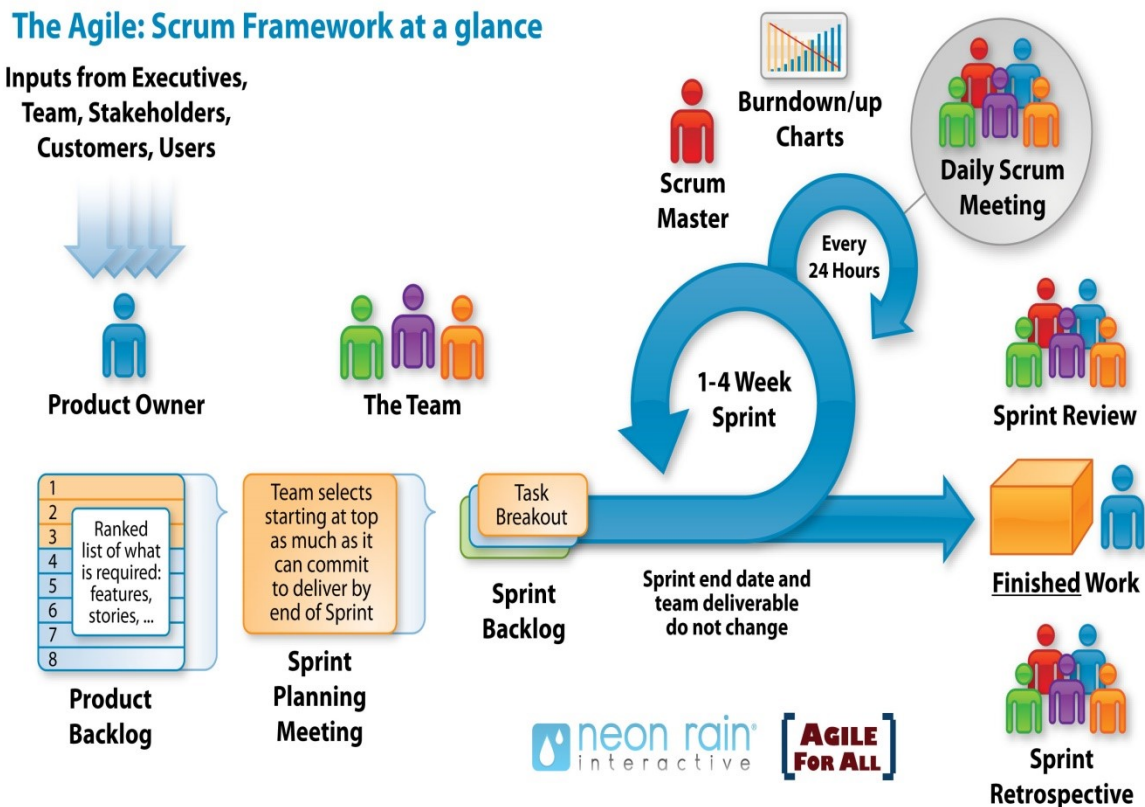 The Agile: Scrum Framework at a glance
Inputs from Executives,
Team, Stakeholders,
Customers, Users
Product Owner
The Team
Scrum
Master
Burndown/up
Charts
Daily Scrum
Meeting
Every
24 Hours
1-4 Week
Sprint
Sprint Review
1
2
3
4
5
6
7
8
Ranked
list of what
is required:
features,
stories, ...
Product
Backlog
Team selects
starting at top
as much as it
can commit
to deliver by
end of Sprint
Sprint
Planning
Meeting
Task
Breakout
Sprint
Backlog
Sprint end date and
team deliverable
do not change
Finished Work
Sprint
Retrospective
neon rain®
interactive
AGILE
FOR ALL